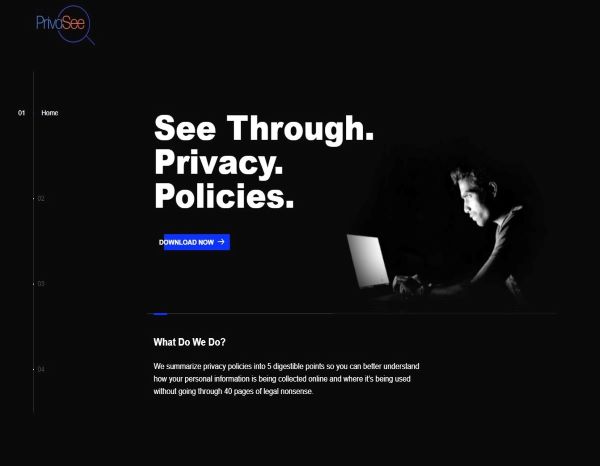 PrivoSee
01 Home
See Through.
Privacy.
Policies.
02
DOWNLOAD NOW →
03
What Do We Do?
We summarize privacy policies into 5 digestible points so you can better understand
how your personal information is being collected online and where it's being used
without going through 40 pages of legal nonsense.
04